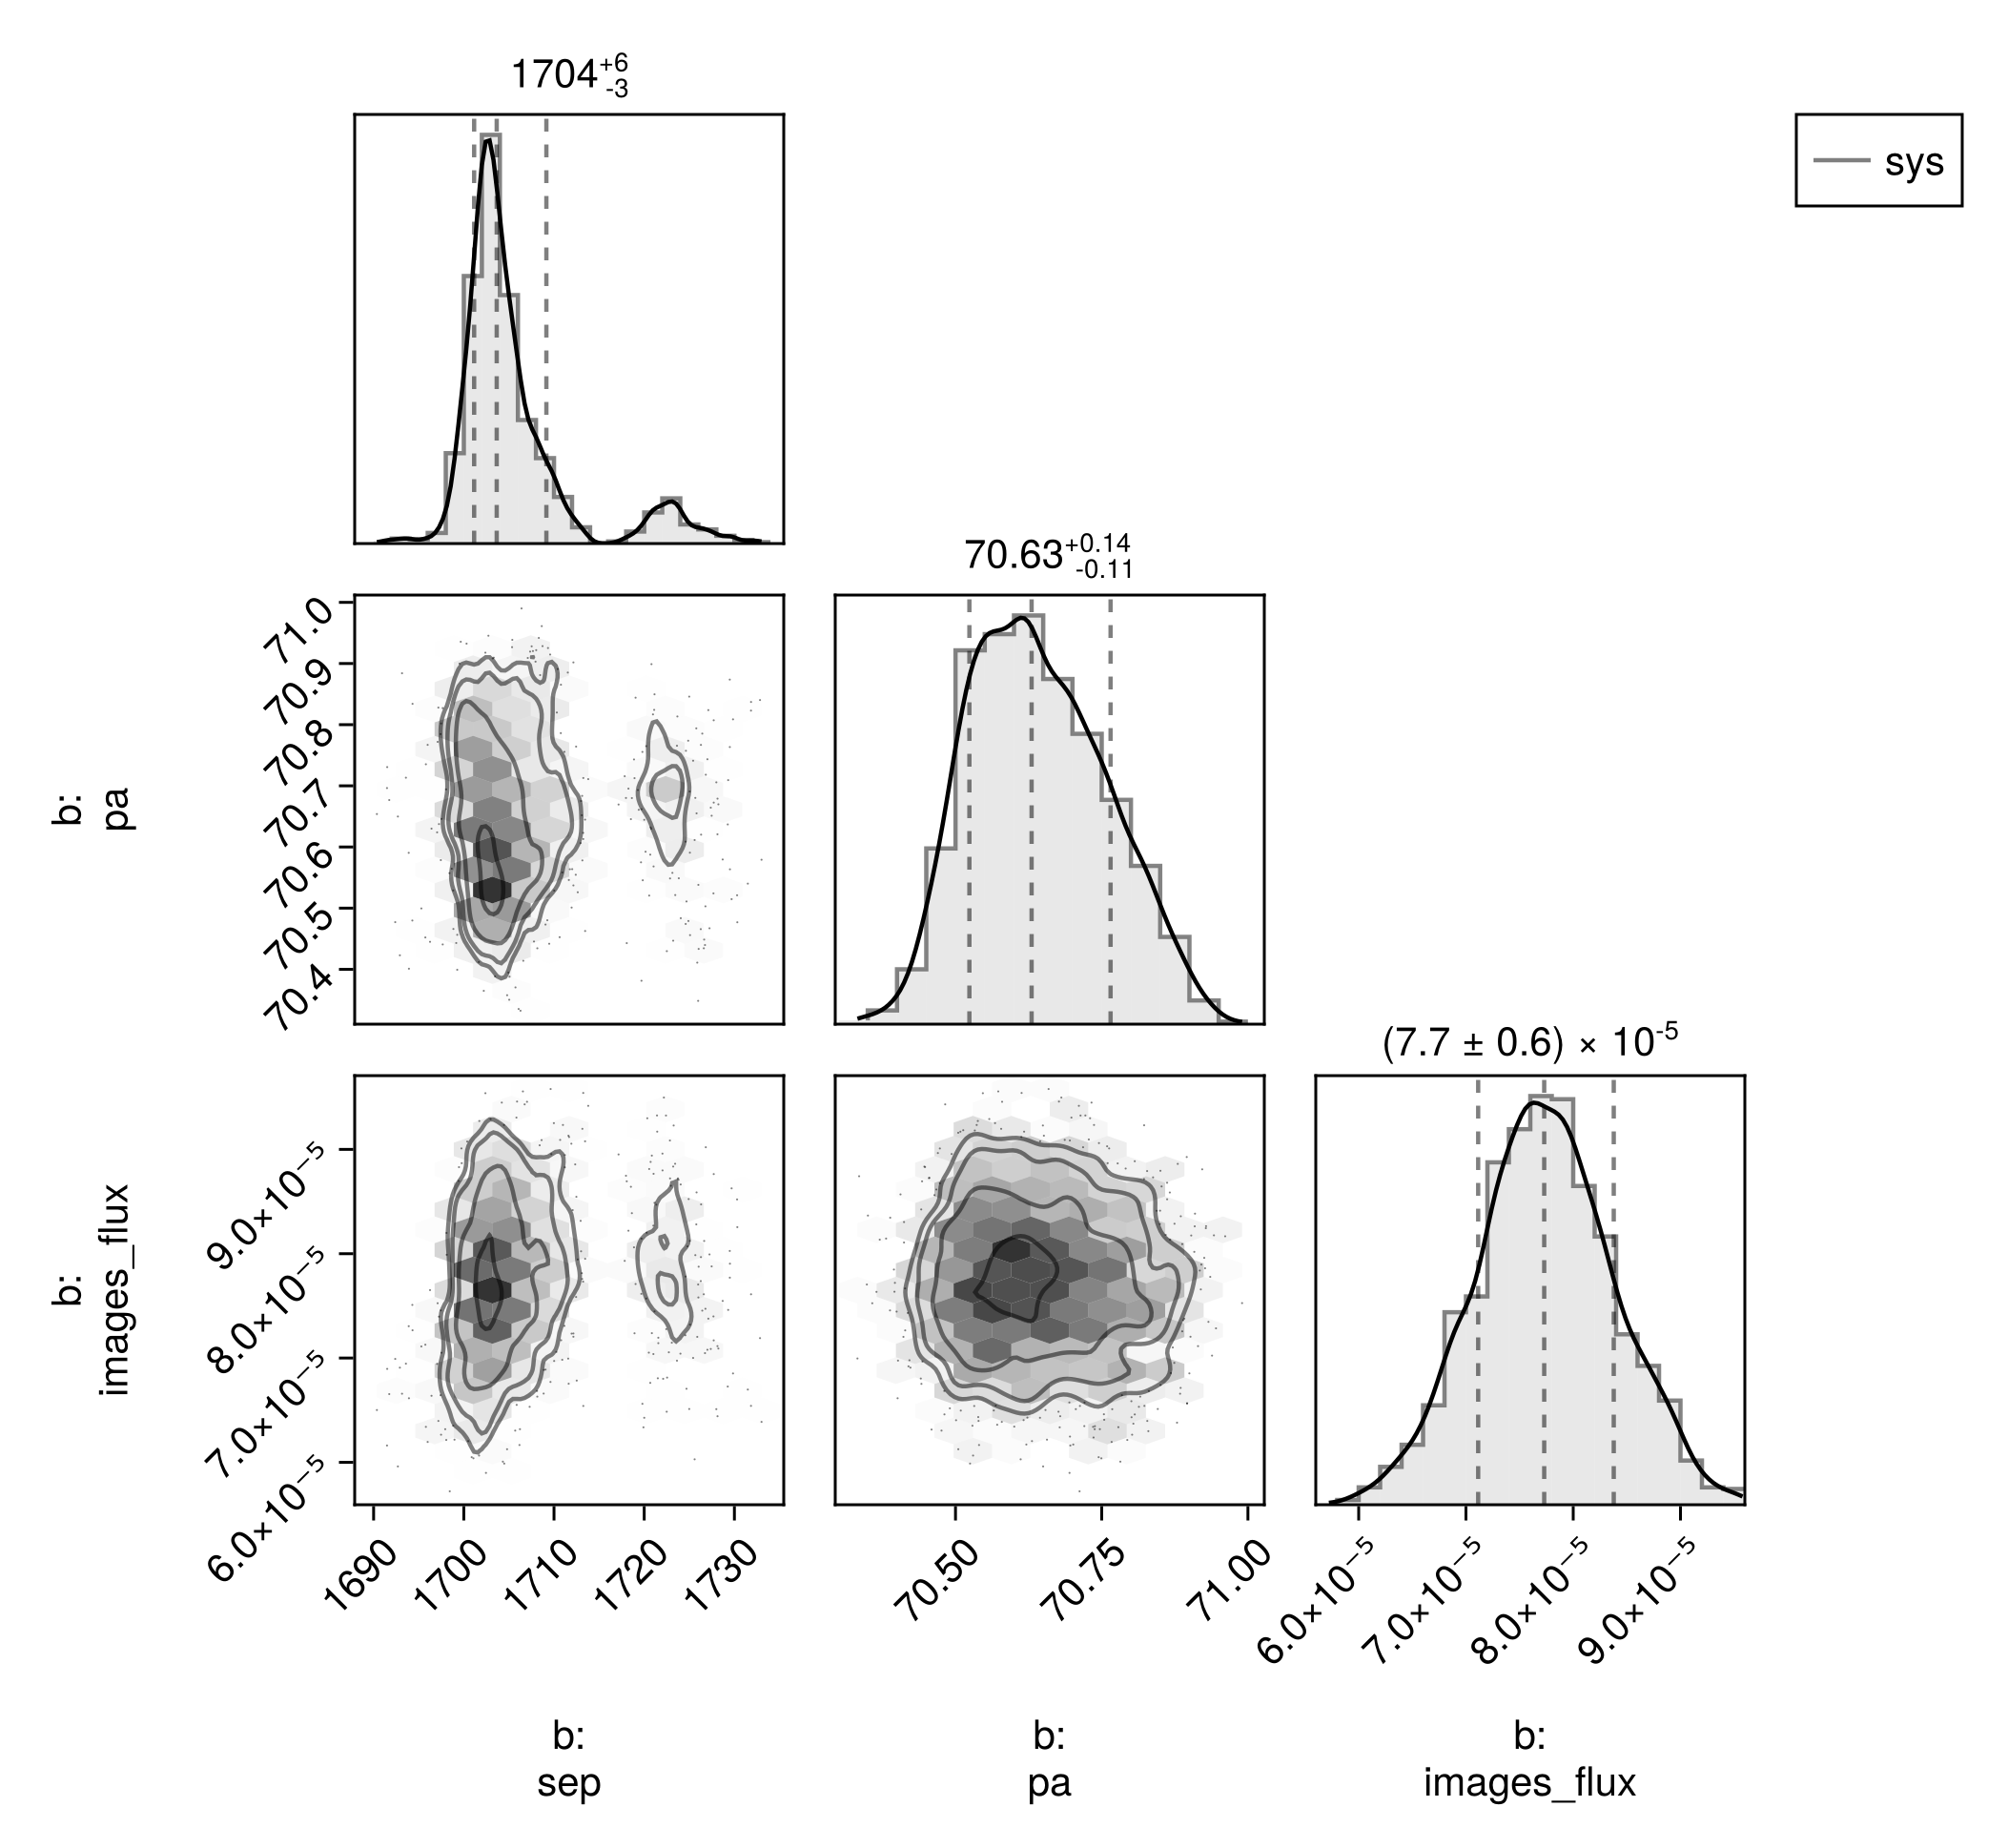 1704+6-3
sys
70.63+0.14-0.11
71.0
70.9
70.8
70.7
70.6
70.5
70.4
b:
pa
(7.7 ± 0.6) × 10-5
9.0×10−5
8.0×10−5
7.0×10−5
6.0×10−5
b:
images_flux
1690
1700
1710
1720
1730
70.50
70.75
71.00
6.0×10−5
7.0×10−5
8.0×10−5
9.0×10−5
b:
sep
b:
pa
b:
images_flux